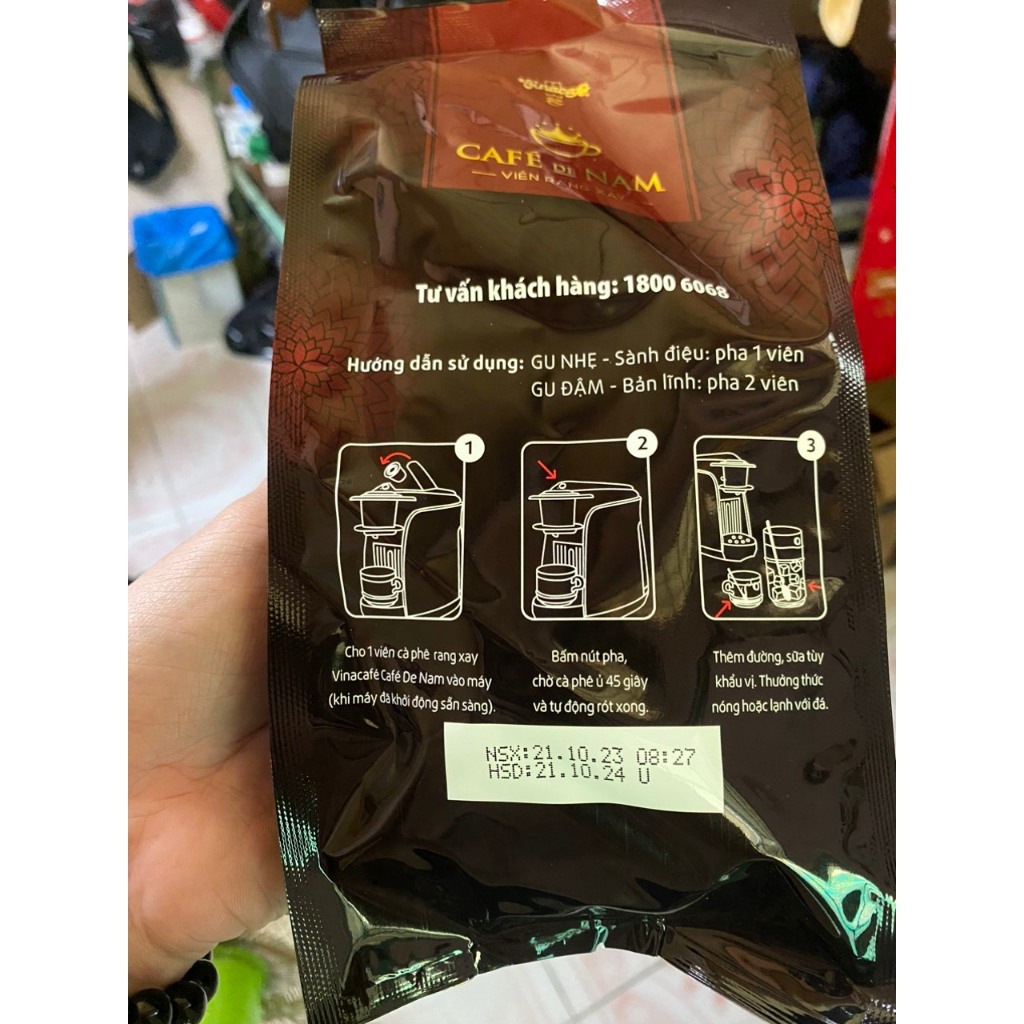 Vinacafé
CAFÉ DE NAM
VIÊN RANG XAY
Tư vấn khách hàng: 1800 6068
Hướng dẫn sử dụng: GU NHẸ - Sành điệu: pha 1 viên
GU ĐẬM - Bản lĩnh: pha 2 viên
1
2
3
Cho 1 viên cà phê rang xay
Vinacafé Café De Nam vào máy
(khi máy đã khởi động sẵn sàng).
Bấm nút pha,
chờ cà phê ủ 45 giây
và tự động rót xong.
Thêm đường, sữa tùy
khẩu vị. Thưởng thức
nóng hoặc lạnh với đá.
NSX:21.10.23 08:27
HSD:21.10.24 U